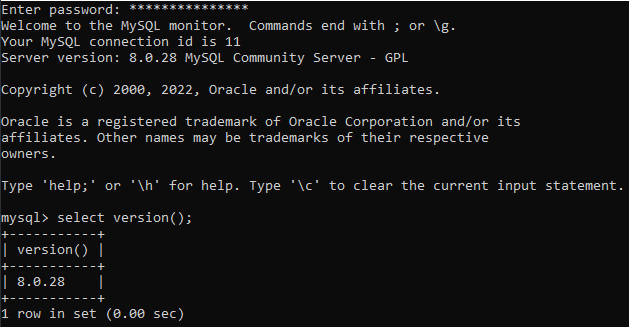 Enter password: ***************
Welcome to the MySQL monitor.  Commands end with ; or \g.
Your MySQL connection id is 11
Server version: 8.0.28 MySQL Community Server - GPL

Copyright (c) 2000, 2022, Oracle and/or its affiliates.

Oracle is a registered trademark of Oracle Corporation and/or its
affiliates. Other names may be trademarks of their respective
owners.

Type 'help;' or '\h' for help. Type '\c' to clear the current input statement.

mysql> select version();
+-----------+
| version() |
+-----------+
| 8.0.28    |
+-----------+
1 row in set (0.00 sec)